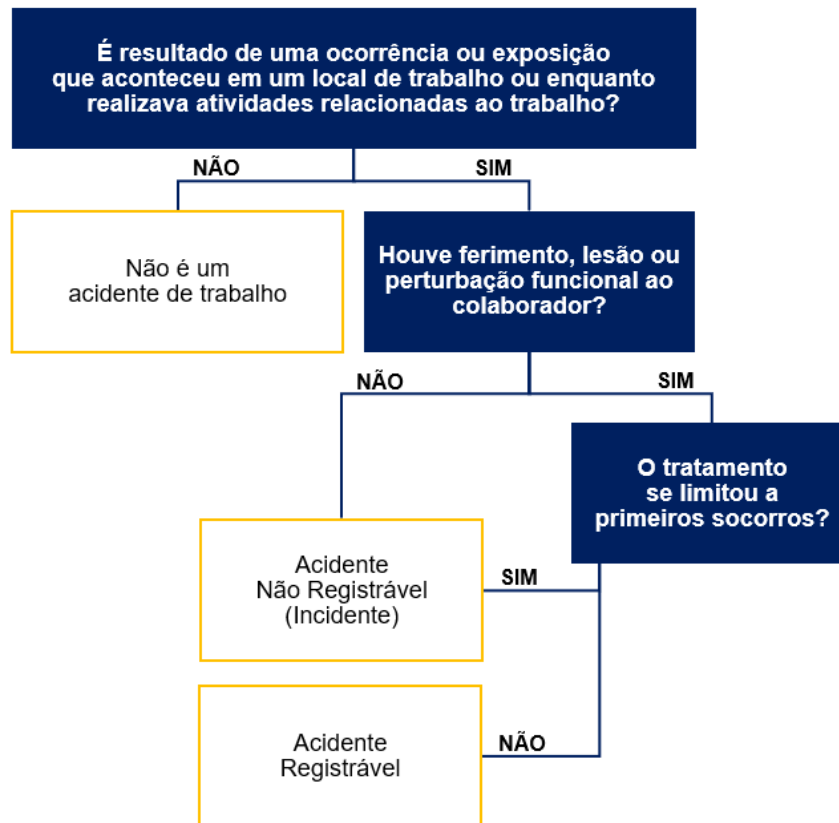 É resultado de uma ocorrência ou exposição
que aconteceu em um local de trabalho ou enquanto
realizava atividades relacionadas ao trabalho?
NÃO
SIM
Não é um
acidente de trabalho
Houve ferimento, lesão ou
perturbação funcional ao
colaborador?
NÃO
SIM
O tratamento
se limitou a
primeiros socorros?
Acidente
Não Registrável
(Incidente)
SIM
Acidente
Registrável
NÃO